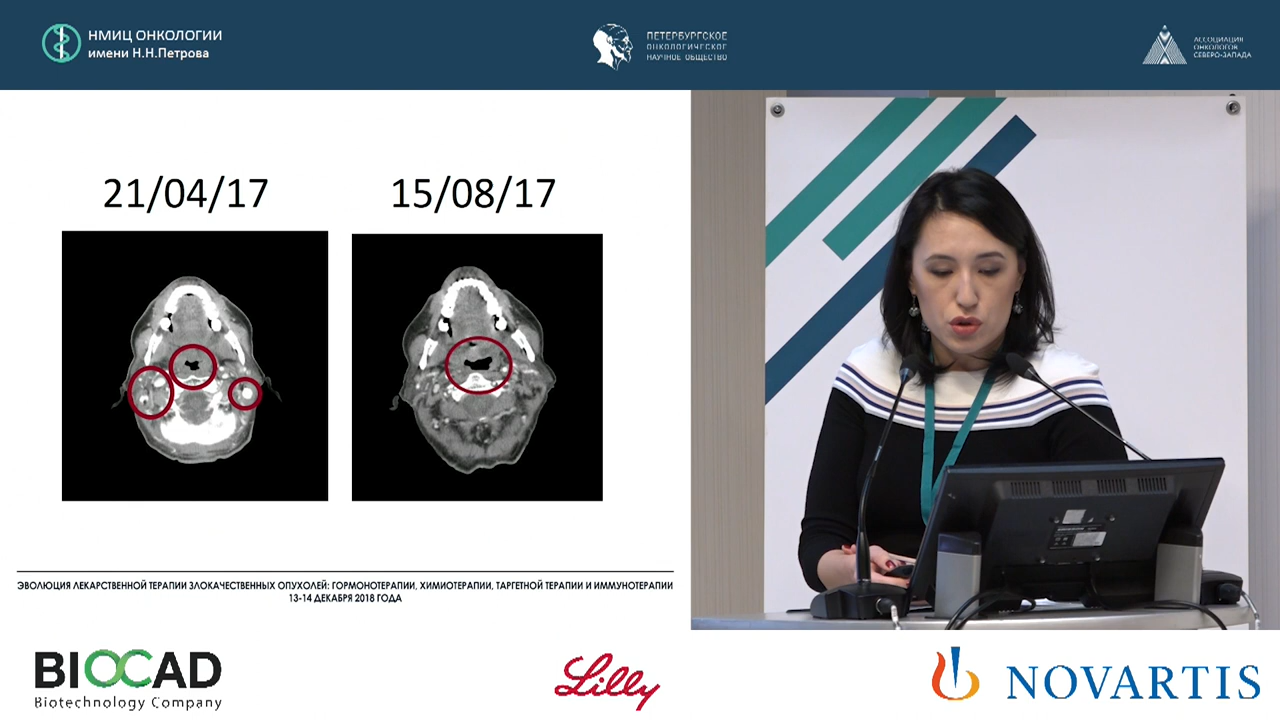 НМИЦ ОНКОЛОГИИ
имени Н.Н.Петрова
ПЕТЕРБУРГСКОЕ
ОНКОЛОГИЧЕСКОЕ
НАУЧНОЕ ОБЩЕСТВО
АССОЦИАЦИЯ
ОНКОЛОГОВ
СЕВЕРО-ЗАПАДА
21/04/17
15/08/17
ЭВОЛЮЦИЯ ЛЕКАРСТВЕННОЙ ТЕРАПИИ ЗЛОКАЧЕСТВЕННЫХ ОПУХОЛЕЙ: ГОРМОНОТЕРАПИИ, ХИМИОТЕРАПИИ, ТАРГЕТНОЙ ТЕРАПИИ И ИММУНОТЕРАПИИ
13-14 ДЕКАБРЯ 2018 ГОДА
BIOCAD
Biotechnology Company
Lilly
NOVARTIS